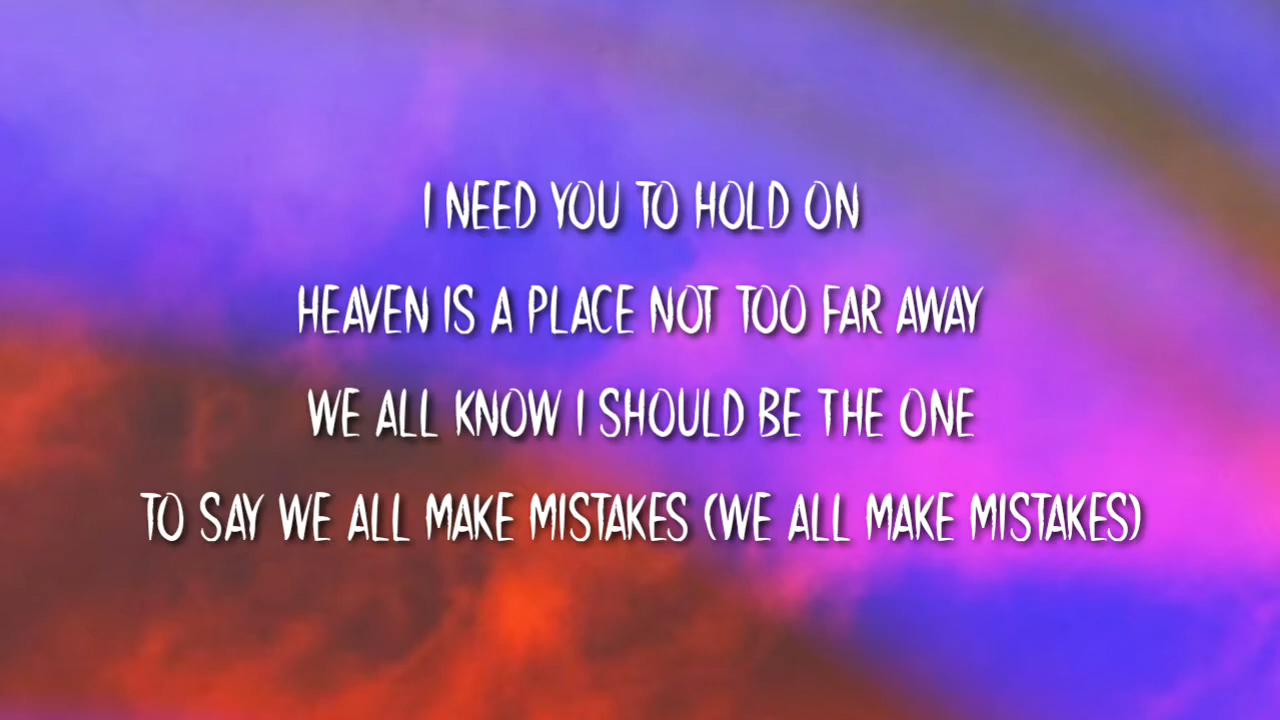 I NEED YOU TO HOLD ON
HEAVEN IS A PLACE NOT TOO FAR AWAY
WE ALL KNOW I SHOULD BE THE ONE
TO SAY WE ALL MAKE MISTAKES (WE ALL MAKE MISTAKES)